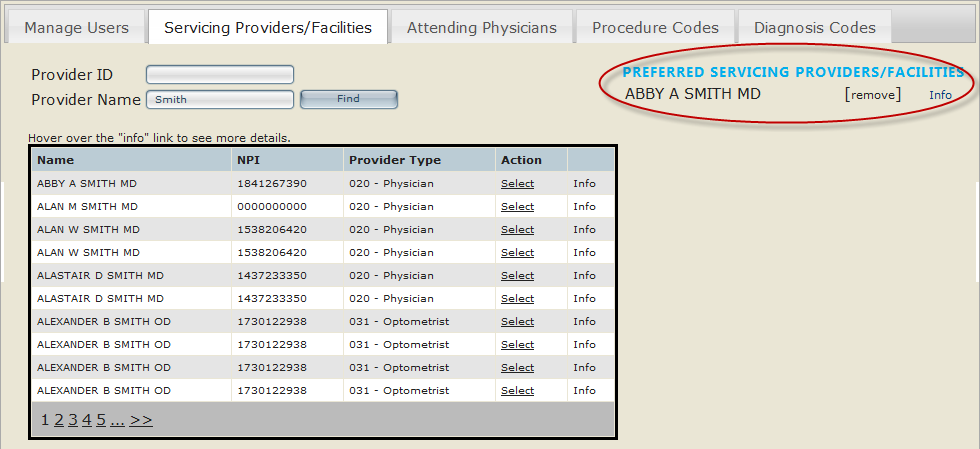 Manage Users Servicing Providers/Facilities Attending Physicians Procedure Codes Diagnosis Codes
Provider ID
Provider Name Smith Find
PREFERRED SERVICING PROVIDERS/FACILITIES
ABBY A SMITH MD [remove] Info
Hover over the "info" link to see more details.
Name NPI Provider Type Action
ABBY A SMITH MD 1841267390 020 - Physician Select Info
ALAN M SMITH MD 0000000000 020 - Physician Select Info
ALAN W SMITH MD 1538206420 020 - Physician Select Info
ALAN W SMITH MD 1538206420 020 - Physician Select Info
ALASTAIR D SMITH MD 1437233350 020 - Physician Select Info
ALASTAIR D SMITH MD 1437233350 020 - Physician Select Info
ALEXANDER B SMITH OD 1730122938 031 - Optometrist Select Info
ALEXANDER B SMITH OD 1730122938 031 - Optometrist Select Info
ALEXANDER B SMITH OD 1730122938 031 - Optometrist Select Info
ALEXANDER B SMITH OD 1730122938 031 - Optometrist Select Info
1 2 3 4 5 ... >>